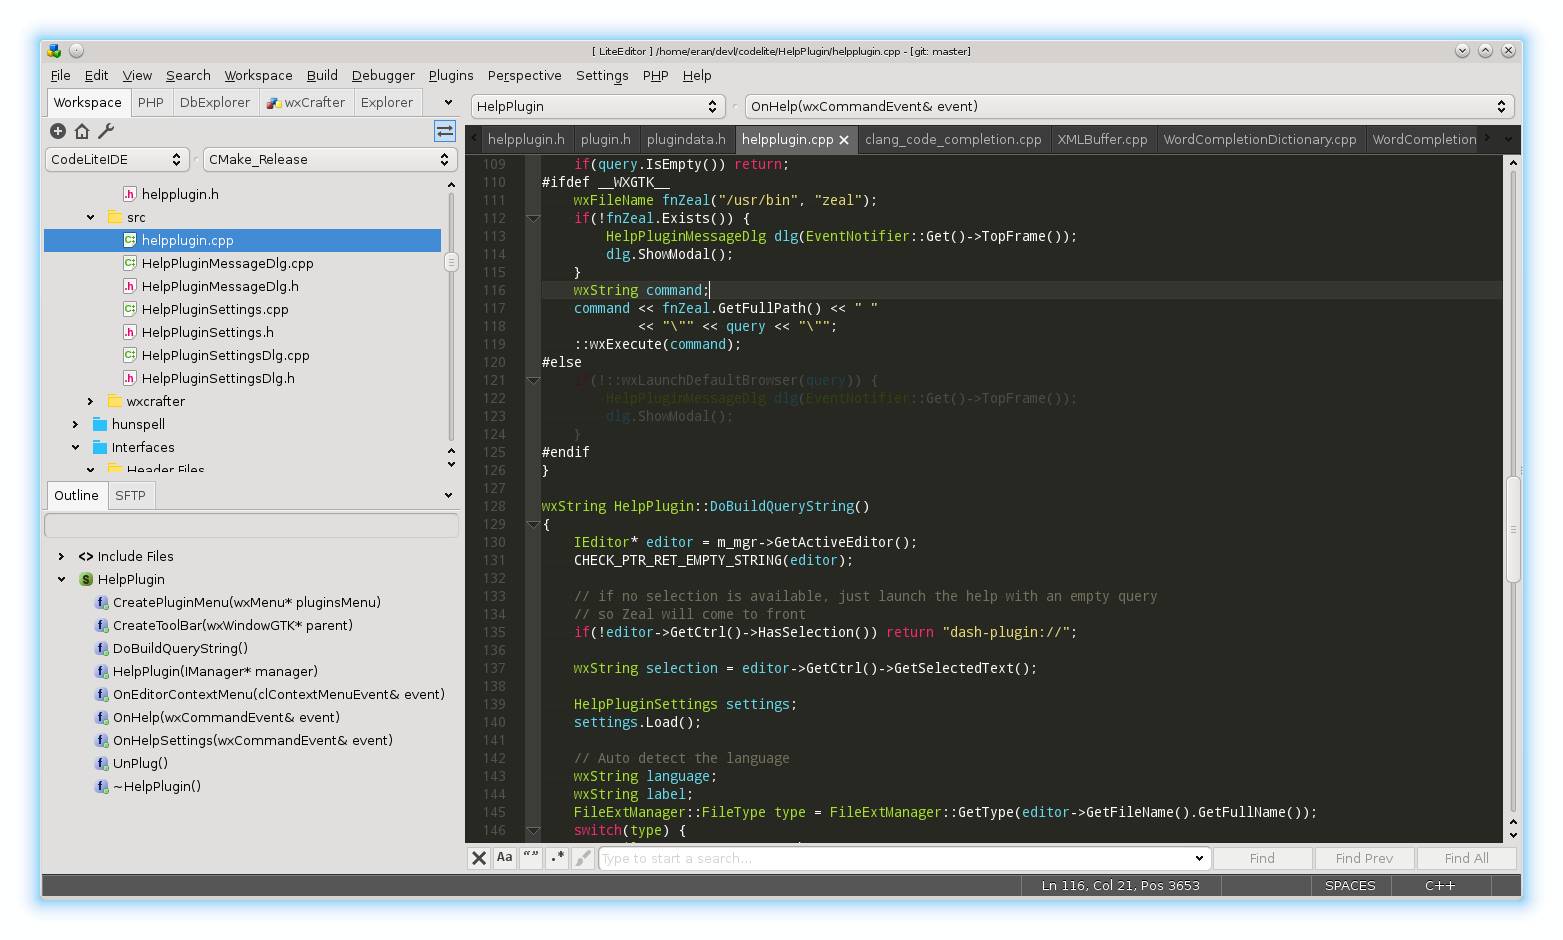 [ LiteEditor ] /home/eran/devl/codelite/HelpPlugin/helpplugin.cpp - [git: master]
File Edit View Search Workspace Build Debugger Plugins Perspective Settings PHP Help
Workspace PHP DbExplorer wxCrafter Explorer
HelpPlugin OnHelp(wxCommandEvent& event)
helpplugin.h plugin.h plugindata.h helpplugin.cpp clang_code_completion.cpp XMLBuffer.cpp WordCompletionDictionary.cpp WordCompletion
CodeLiteIDE CMake_Release
helpplugin.h
src
helpplugin.cpp
HelpPluginMessageDlg.cpp
HelpPluginMessageDlg.h
HelpPluginSettings.cpp
HelpPluginSettings.h
HelpPluginSettingsDlg.cpp
HelpPluginSettingsDlg.h
wxcrafter
hunspell
Interfaces
Header Files
Outline SFTP
<> Include Files
S HelpPlugin
f CreatePluginMenu(wxMenu* pluginsMenu)
f CreateToolBar(wxWindowGTK* parent)
f DoBuildQueryString()
f HelpPlugin(IManager* manager)
f OnEditorContextMenu(clContextMenuEvent& event)
f OnHelp(wxCommandEvent& event)
f OnHelpSettings(wxCommandEvent& event)
f UnPlug()
f ~HelpPlugin()
109 if(query.IsEmpty()) return;
110 #ifdef __WXGTK__
111 wxFileName fnZeal("/usr/bin", "zeal");
112 if(!fnZeal.Exists()) {
113 HelpPluginMessageDlg dlg(EventNotifier::Get()->TopFrame());
114 dlg.ShowModal();
115 }
116 wxString command;
117 command << fnZeal.GetFullPath() << " "
118 << "\"" << query << "\"";
119 ::wxExecute(command);
120 #else
121 if(!::wxLaunchDefaultBrowser(query)) {
122 HelpPluginMessageDlg dlg(EventNotifier::Get()->TopFrame());
123 dlg.ShowModal();
124 }
125 #endif
126 }
127
128 wxString HelpPlugin::DoBuildQueryString()
129 {
130 IEditor* editor = m_mgr->GetActiveEditor();
131 CHECK_PTR_RET_EMPTY_STRING(editor);
132
133 // if no selection is available, just launch the help with an empty query
134 // so Zeal will come to front
135 if(!editor->GetCtrl()->HasSelection()) return "dash-plugin://";
136
137 wxString selection = editor->GetCtrl()->GetSelectedText();
138
139 HelpPluginSettings settings;
140 settings.Load();
141
142 // Auto detect the language
143 wxString language;
144 wxString label;
145 FileExtManager::FileType type = FileExtManager::GetType(editor->GetFileName().GetFullName());
146 switch(type) {
Aa “” .* Type to start a search... Find Find Prev Find All
Ln 116, Col 21, Pos 3653 SPACES C++